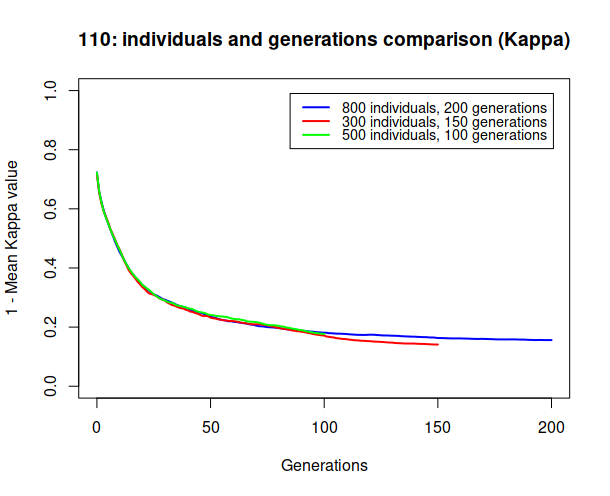 110: individuals and generations comparison (Kappa)
1.0
0.8
0.6
0.4
0.2
0.0
1 - Mean Kappa value
800 individuals, 200 generations
300 individuals, 150 generations
500 individuals, 100 generations
0 50 100 150 200
Generations